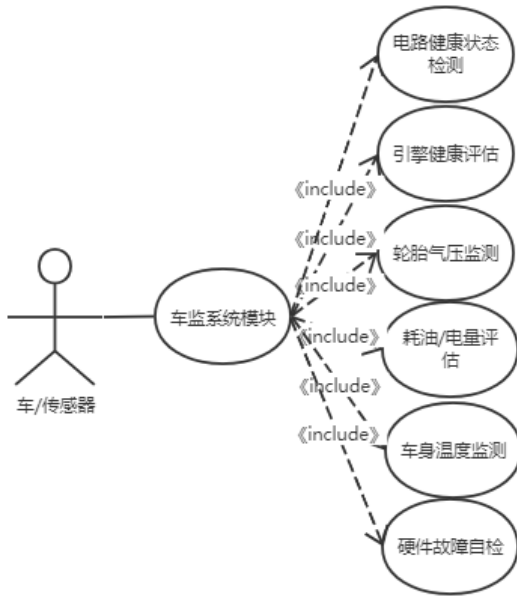 电路健康状态
检测
引擎健康评估
《include》
《include》
轮胎气压监测
《include》
车监系统模块
《include》
耗油/电量评
估
《include》
车/传感器
《include》
车身温度监测
硬件故障自检